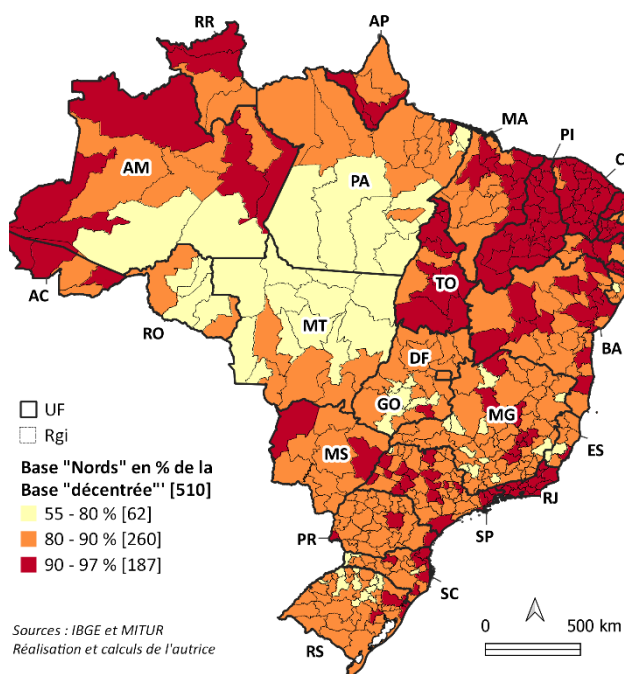 RR
AP
MA
PI
C
AM
PA
AC
RO
TO
MT
BA
DF
GO
MG
ES
MS
RJ
SP
PR
SC
RS
UF
Rgi
Base "Nords" en % de la
Base "décentrée"' [510]
55 - 80 % [62]
80 - 90 % [260]
90 - 97 % [187]
Sources : IBGE et MITUR
Réalisation et calculs de l'autrice
0 500 km